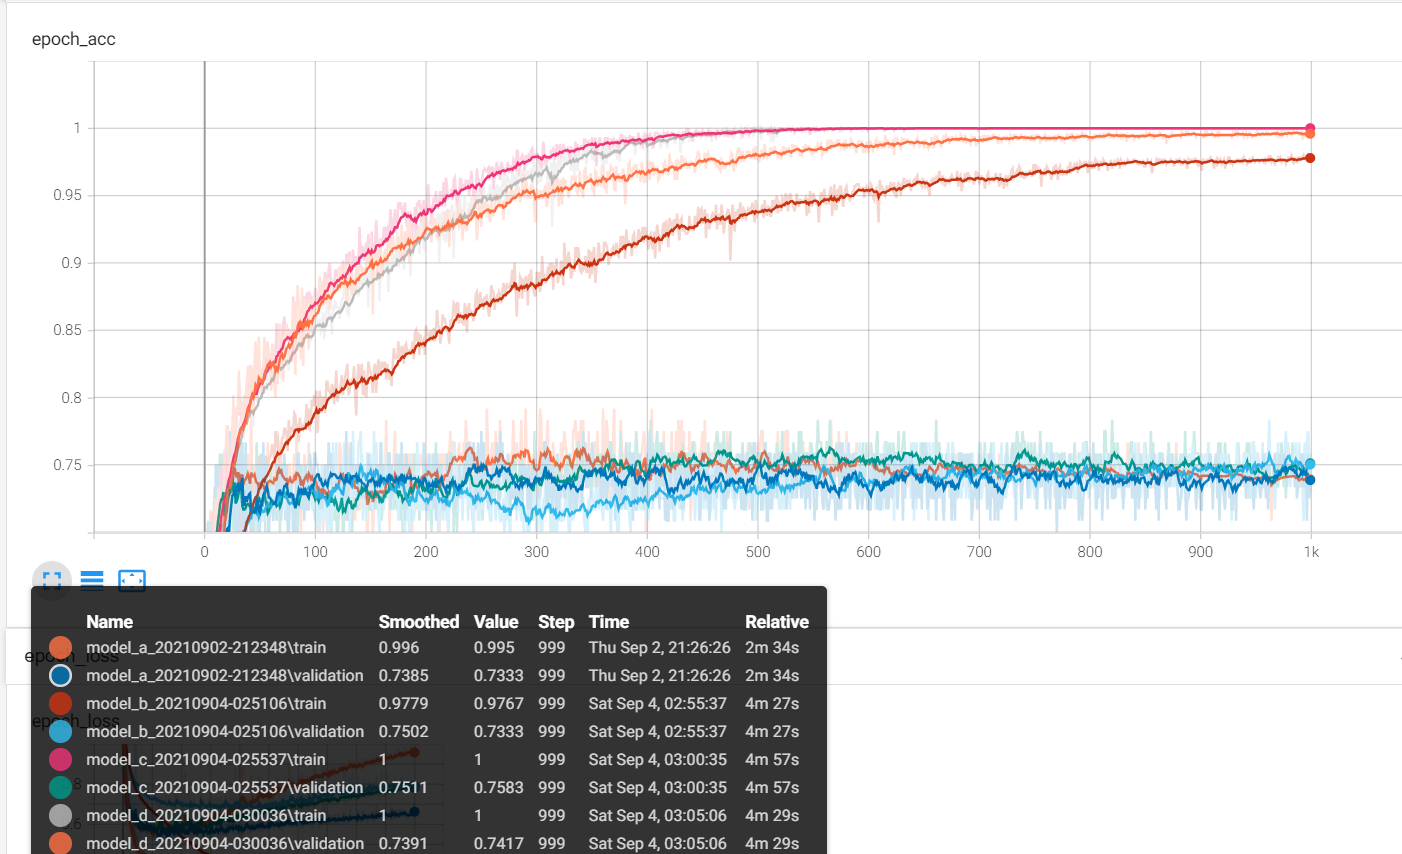 epoch_acc
1
0.95
0.9
0.85
0.8
0.75
0 100 200 300 400 500 600 700 800 900 1k
Name Smoothed Value Step Time Relative
model_a_20210902-212348\train 0.996 0.995 999 Thu Sep 2, 21:26:26 2m 34s
epoch_loss
model_a_20210902-212348\validation 0.7385 0.7333 999 Thu Sep 2, 21:26:26 2m 34s
model_b_20210904-025106\train 0.9779 0.9767 999 Sat Sep 4, 02:55:37 4m 27s
epoch_loss
model_b_20210904-025106\validation 0.7502 0.7333 999 Sat Sep 4, 02:55:37 4m 27s
model_c_20210904-025537\train 1 1 999 Sat Sep 4, 03:00:35 4m 57s
model_c_20210904-025537\validation 0.7511 0.7583 999 Sat Sep 4, 03:00:35 4m 57s
model_d_20210904-030036\train 1 1 999 Sat Sep 4, 03:05:06 4m 29s
model_d_20210904-030036\validation 0.7391 0.7417 999 Sat Sep 4, 03:05:06 4m 29s